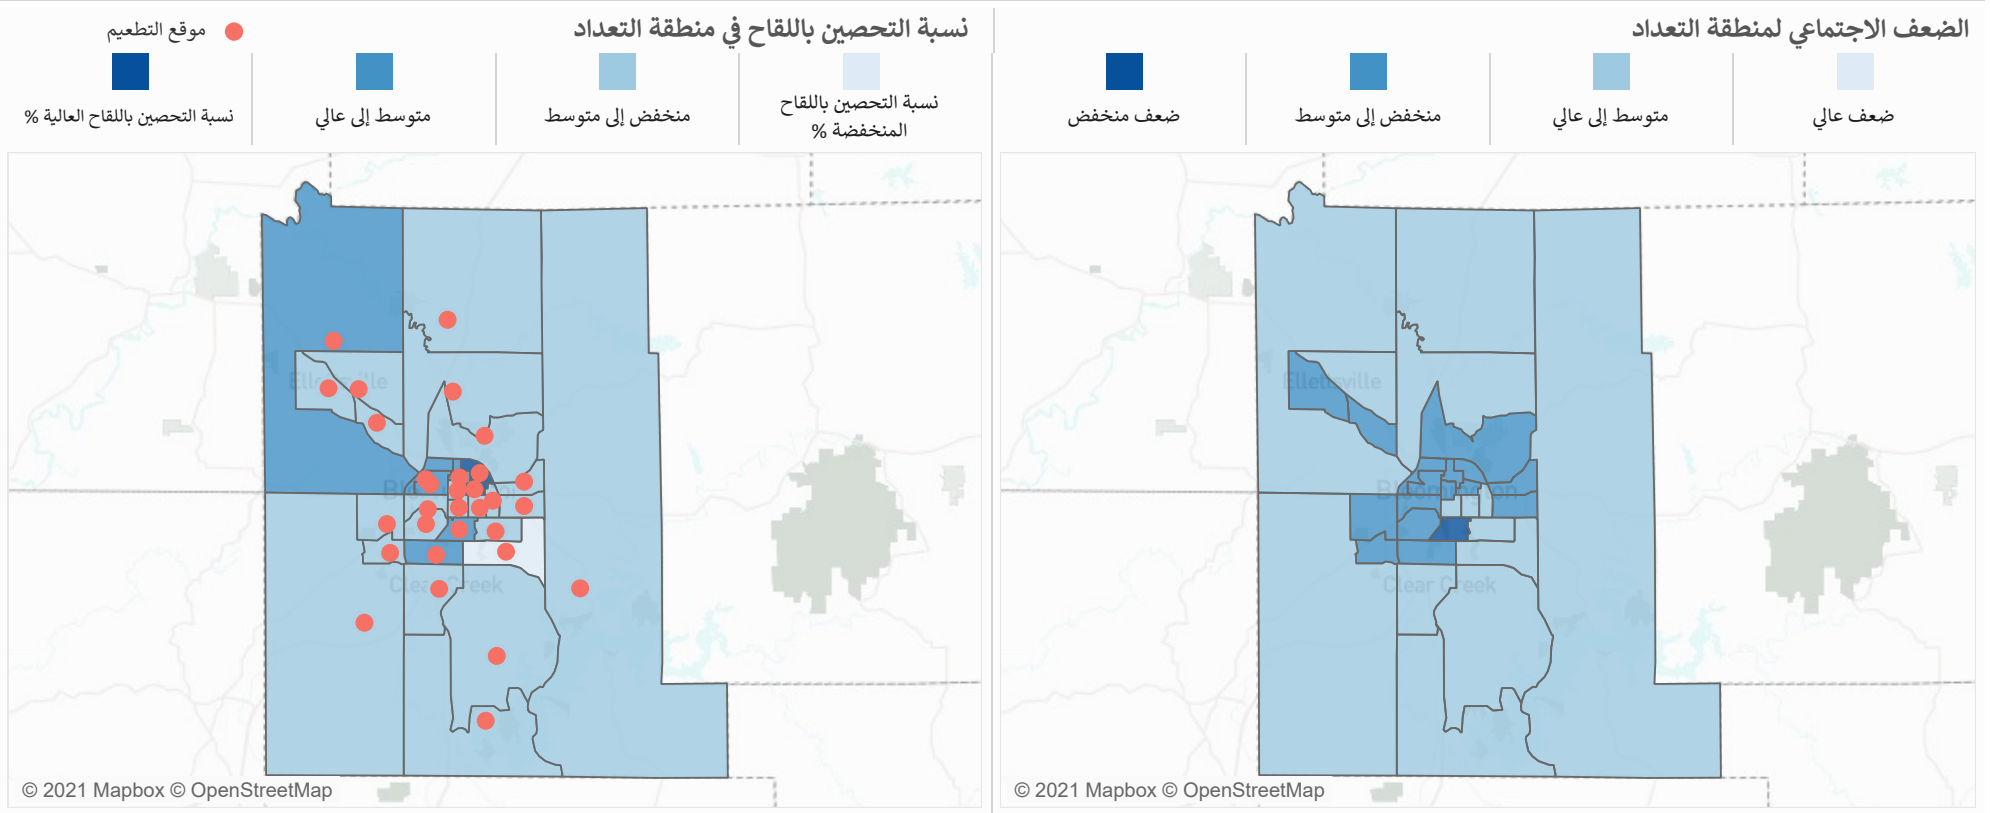 الضعف الاجتماعي لمنطقة التعداد
ضعف عالي
متوسط إلى عالي
منخفض إلى متوسط
ضعف منخفض
Ellettsville
Bloomington
Clear Creek
© 2021 Mapbox © OpenStreetMap
نسبة التحصين باللقاح في منطقة التعداد
موقع التطعيم
نسبة التحصين باللقاح
المنخفضة %
منخفض إلى متوسط
متوسط إلى عالي
نسبة التحصين باللقاح العالية %
Clear Creek
© 2021 Mapbox © OpenStreetMap